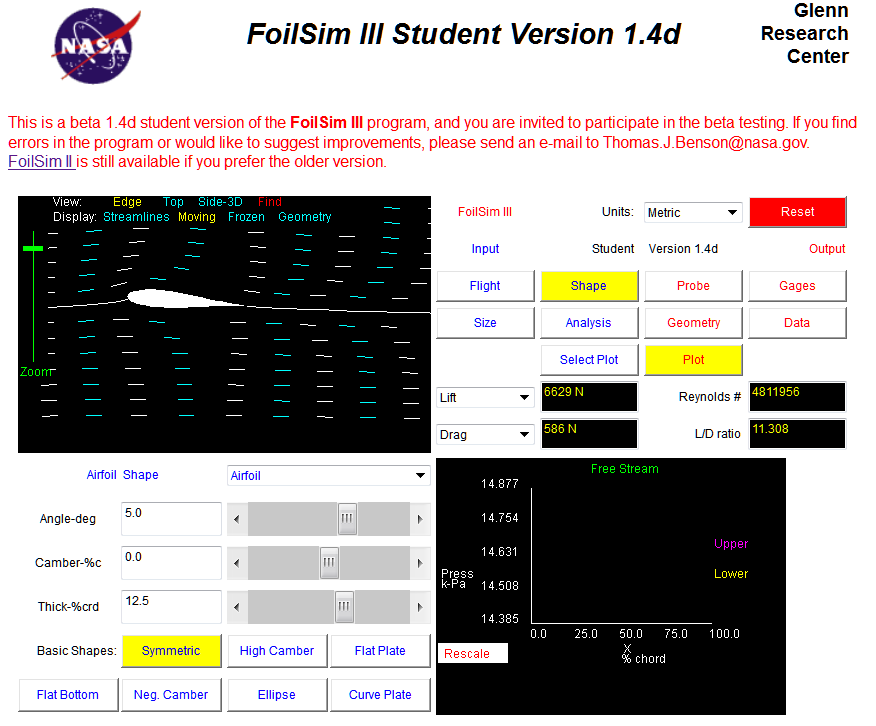 NASA
FoilSim III Student Version 1.4d
Glenn
Research
Center
This is a beta 1.4d student version of the FoilSim III program, and you are invited to participate in the beta testing. If you find
errors in the program or would like to suggest improvements, please send an e-mail to Thomas.J.Benson@nasa.gov.
FoilSim II is still available if you prefer the older version.
View: Edge Top Side-3D Find
Display: Streamlines Moving Frozen Geometry
Zoom
FoilSim III Units: Metric Reset
Input Student Version 1.4d Output
Flight Shape Probe Gages
Size Analysis Geometry Data
Select Plot Plot
Lift 6629 N Reynolds # 4811956
Drag 586 N L/D ratio 11.308
Airfoil Shape Airfoil
Angle-deg 5.0
Camber-%c 0.0
Thick-%crd 12.5
Basic Shapes: Symmetric High Camber Flat Plate
Flat Bottom Neg. Camber Ellipse Curve Plate
Free Stream
14.877
14.754
14.631
14.508
14.385
Press
k-Pa
Upper
Lower
0.0 25.0 50.0 75.0 100.0
X
% chord
Rescale